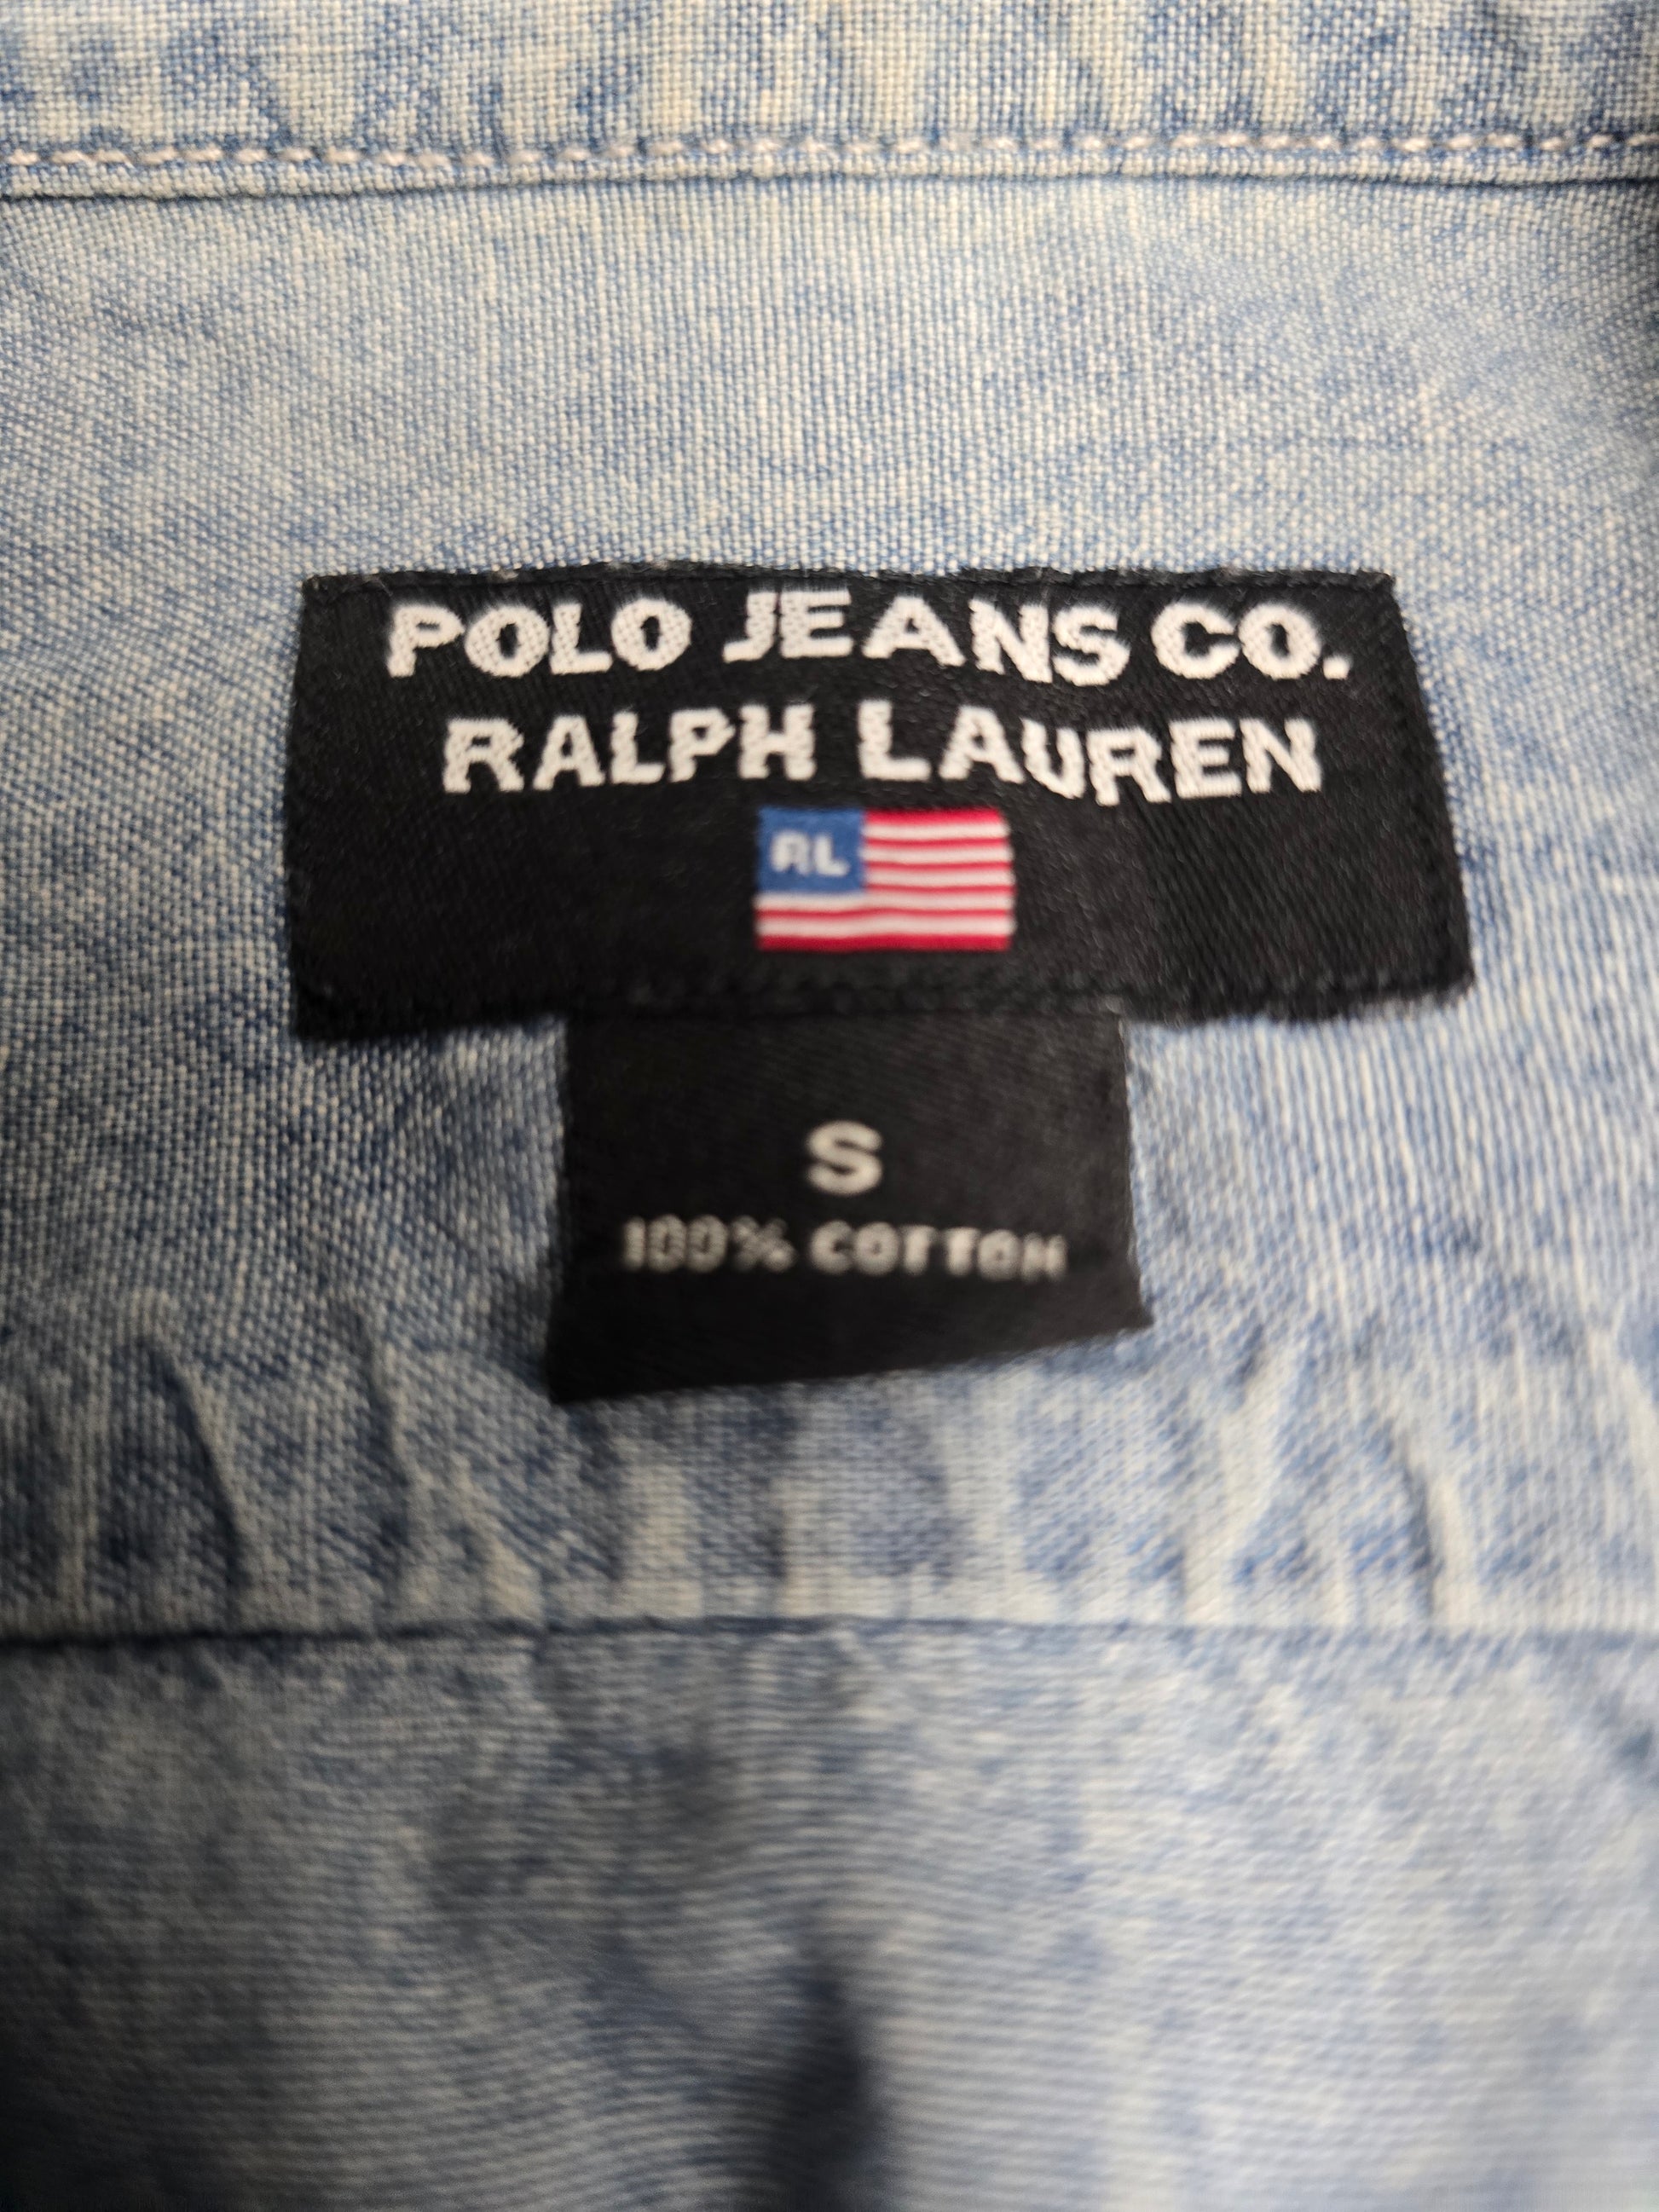 POLO JEANS CO.
RALPH LAUREN
RL
S
100% COTTON